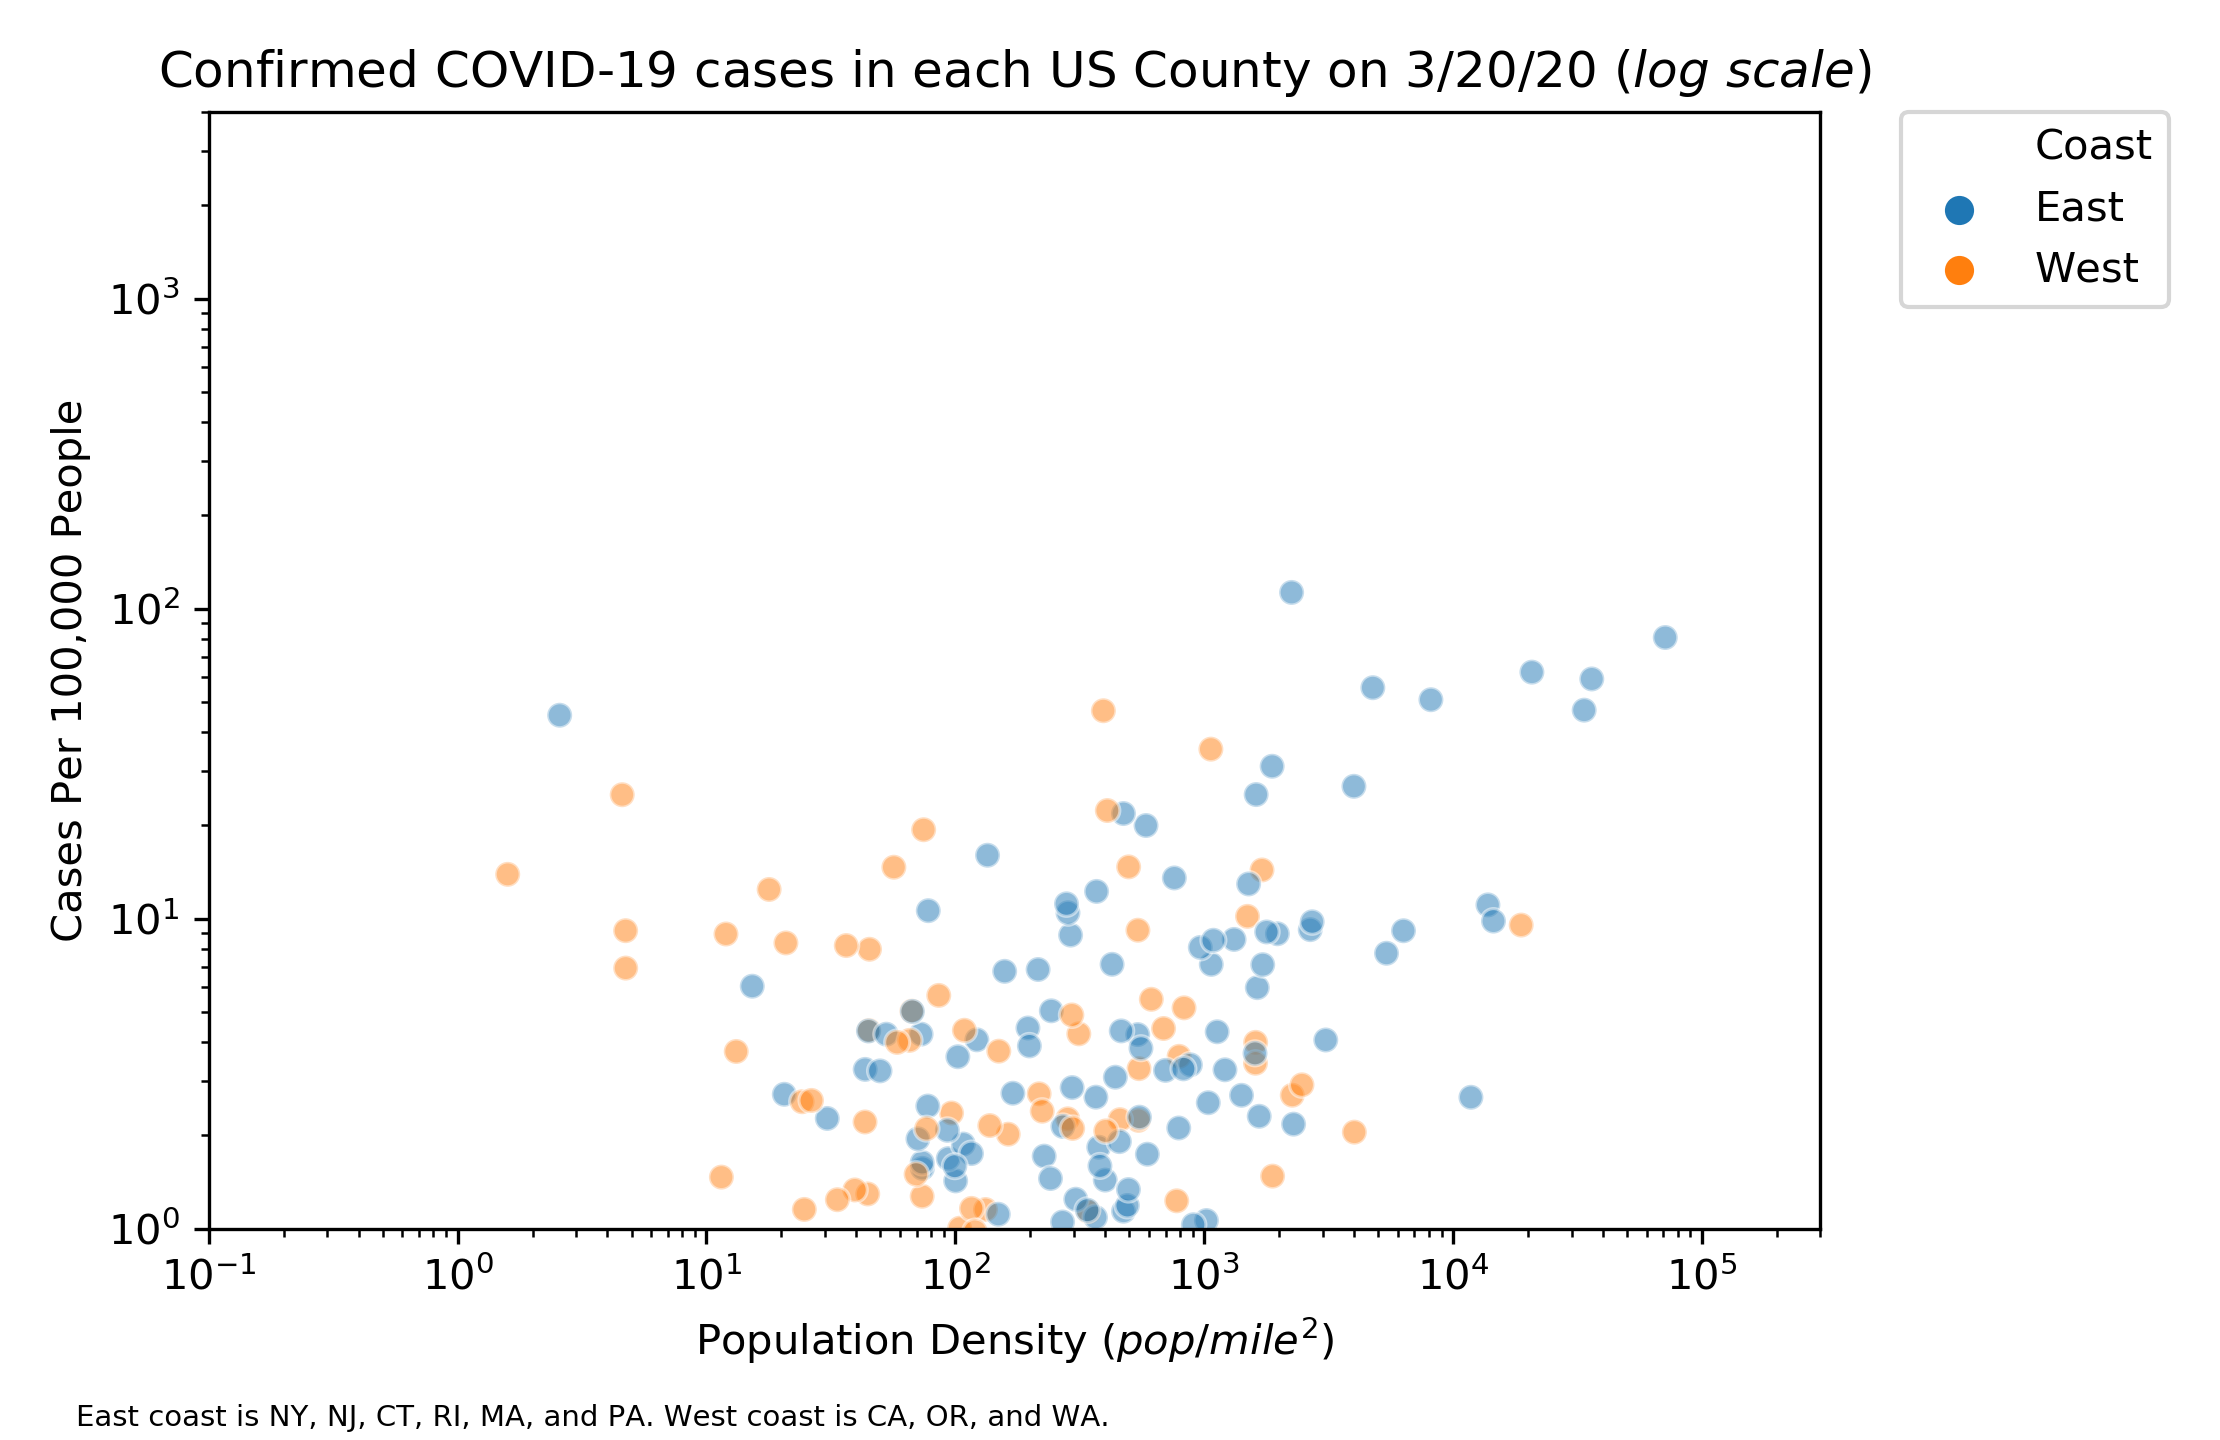 Confirmed COVID-19 cases in each US County on 3/20/20 (log scale)
Coast
East
West
10³
10²
10¹
10⁰
Cases Per 100,000 People
10⁻¹ 10⁰ 10¹ 10² 10³ 10⁴ 10⁵
Population Density (pop/mile²)
East coast is NY, NJ, CT, RI, MA, and PA. West coast is CA, OR, and WA.